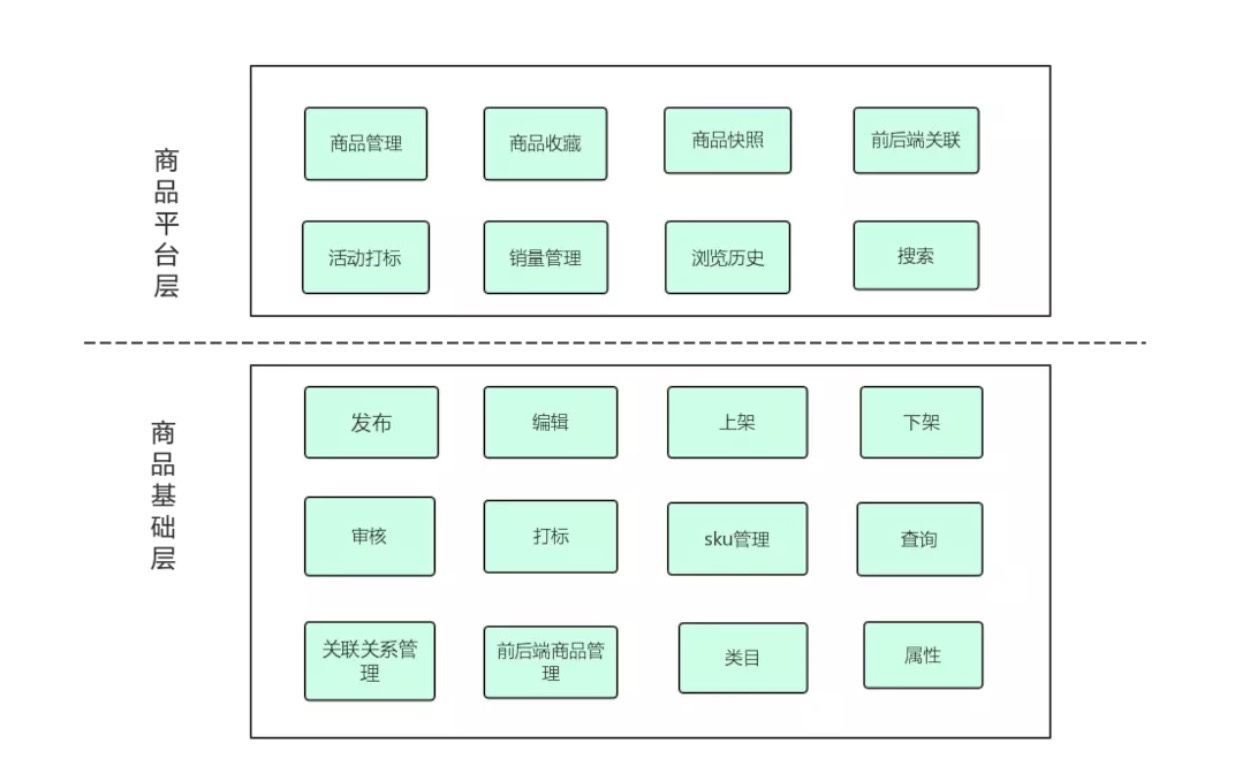 商品平台层
商品管理
商品收藏
商品快照
前后端关联
活动打标
销量管理
浏览历史
搜索
商品基础层
发布
编辑
上架
下架
审核
打标
sku管理
查询
关联关系管
理
前后端商品管
理
类目
属性